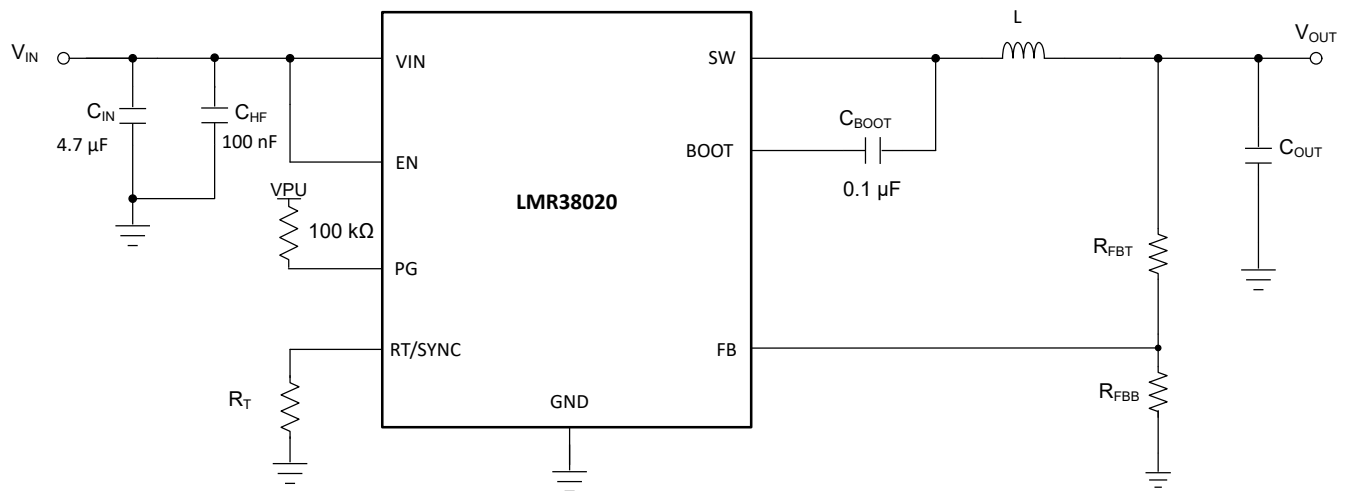 L
V_IN
V_OUT
VIN
SW
C_IN
C_HF
4.7 µF
100 nF
C_BOOT
EN
BOOT
C_OUT
VPU
LMR38020
0.1 µF
100 kΩ
R_FBT
PG
RT/SYNC
FB
R_T
GND
R_FBB